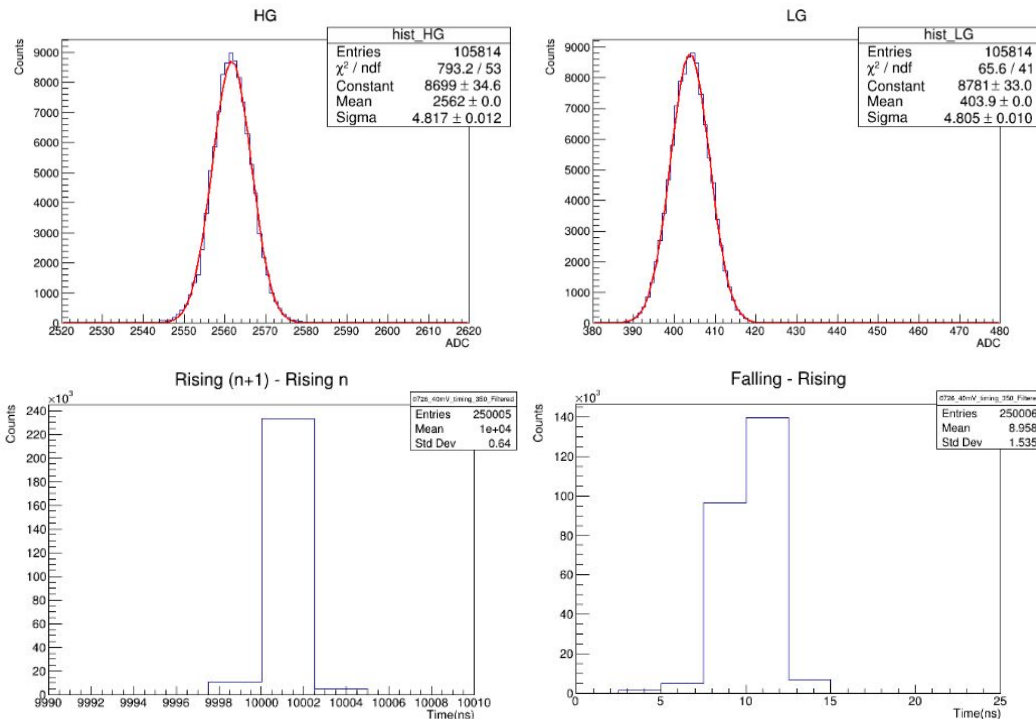 HG
Counts
hist_HG
Entries 105814
χ² / ndf 793.2 / 53
Constant 8699 ± 34.6
Mean 2562 ± 0.0
Sigma 4.817 ± 0.012
9000
8000
7000
6000
5000
4000
3000
2000
1000
0
2520 2530 2540 2550 2560 2570 2580 2590 2600 2610 2620
ADC
LG
Counts
hist_LG
Entries 105814
χ² / ndf 65.6 / 41
Constant 8781 ± 33.0
Mean 403.9 ± 0.0
Sigma 4.805 ± 0.010
9000
8000
7000
6000
5000
4000
3000
2000
1000
0
380 390 400 410 420 430 440 450 460 470 480
ADC
Rising (n+1) - Rising n
×10³
Counts
0726_40mV_timing_350_Filtered
Entries 250005
Mean 1e+04
Std Dev 0.64
240
220
200
180
160
140
120
100
80
60
40
20
0
9990 9992 9994 9996 9998 10000 10002 10004 10006 10008 10010
Time(ns)
Falling - Rising
×10³
Counts
0726_40mV_timing_350_Filtered
Entries 250006
Mean 8.958
Std Dev 1.535
140
120
100
80
60
40
20
0
0 5 10 15 20 25
Time(ns)